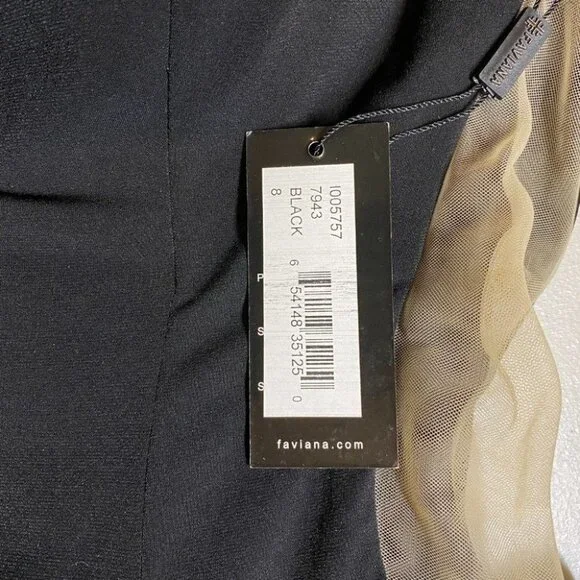 FAVIANA
I005757
7943
BLACK
8
6 54148 35125 0
P
S
S
faviana.com